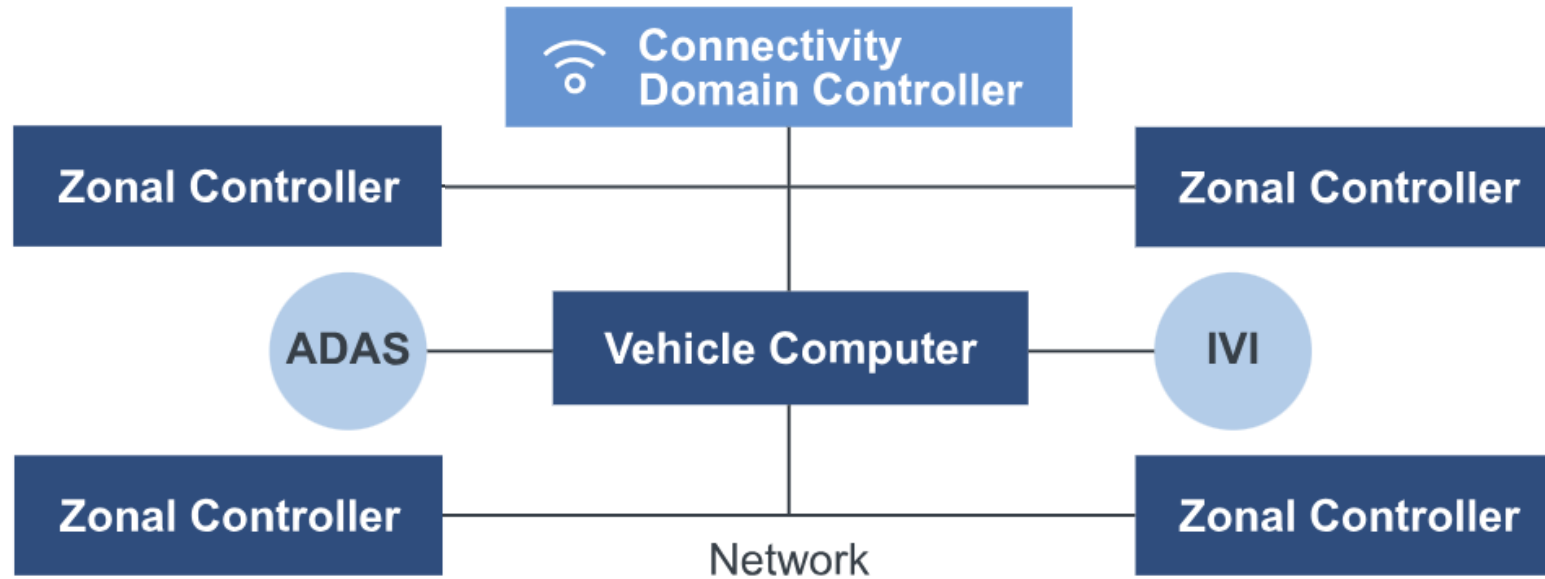 Connectivity
Domain Controller
Zonal Controller
Zonal Controller
ADAS
Vehicle Computer
IVI
Zonal Controller
Zonal Controller
Network